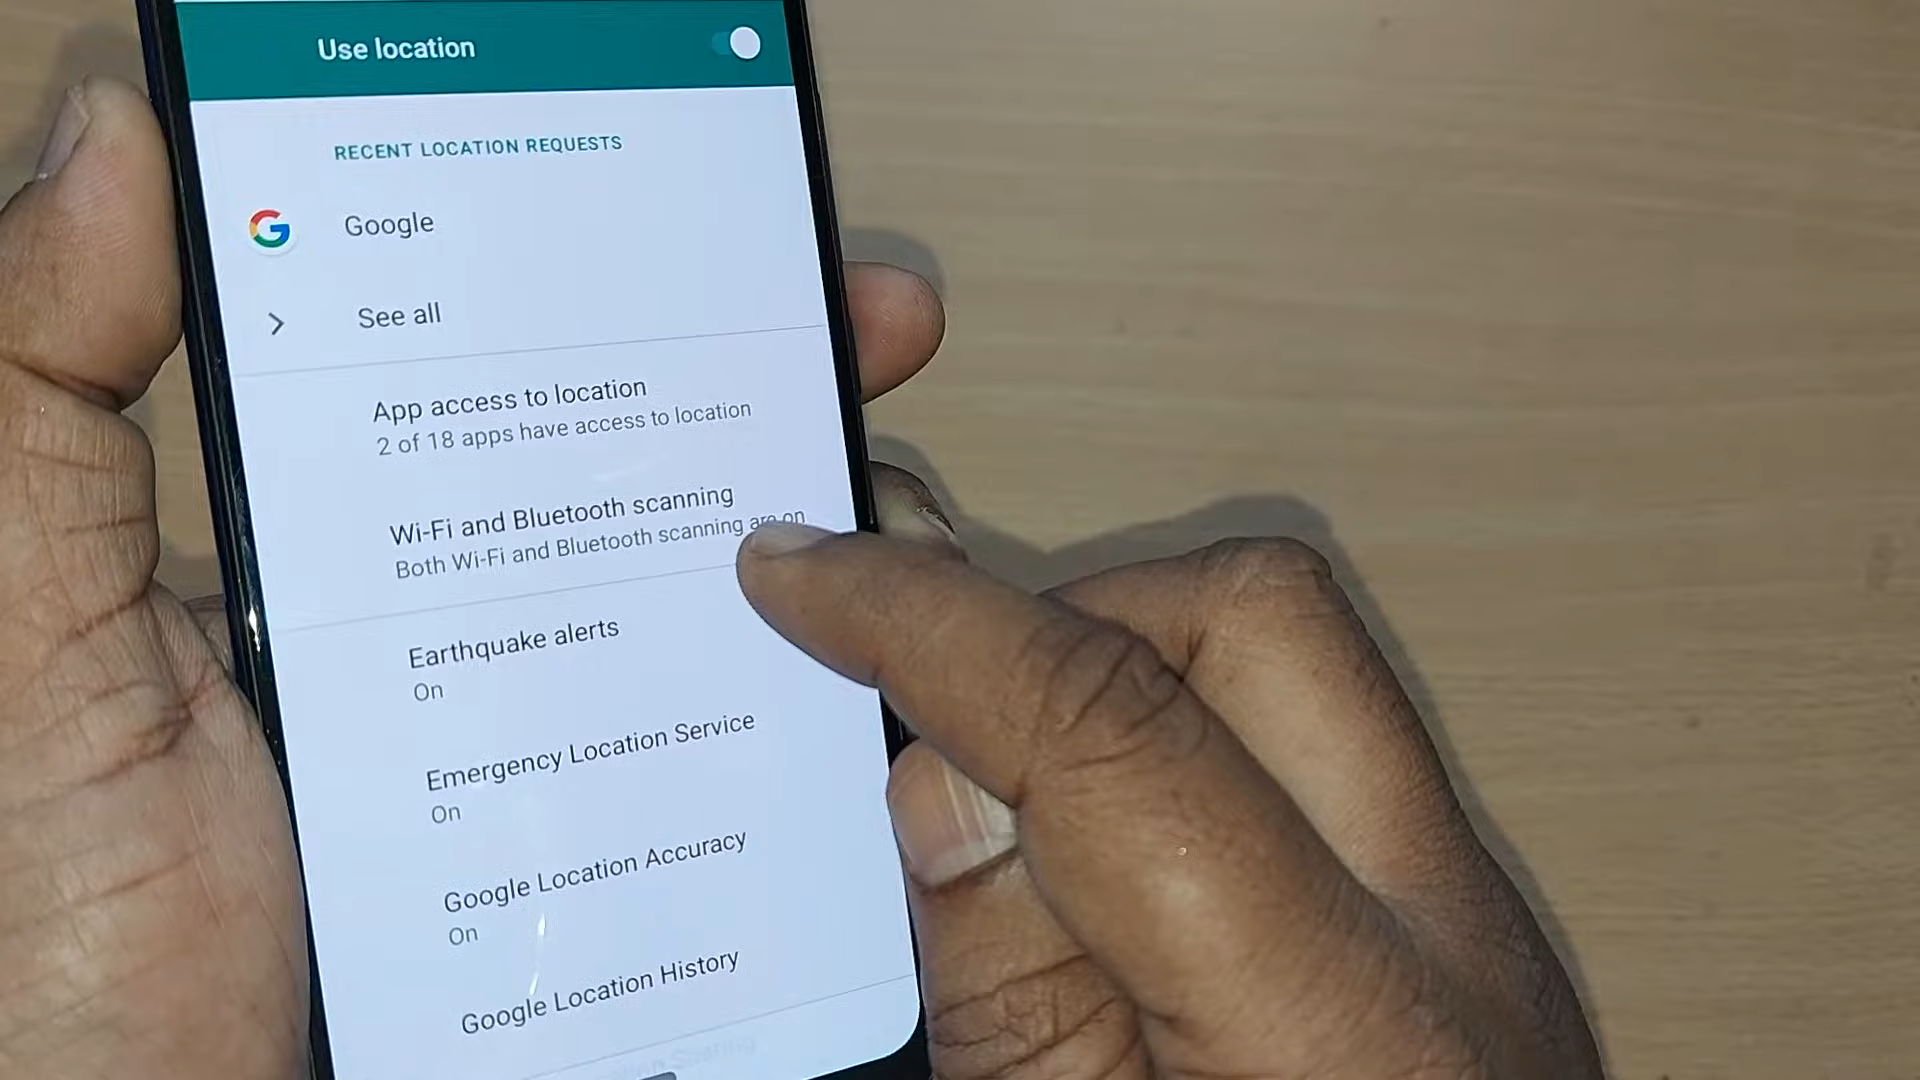 Use location
RECENT LOCATION REQUESTS
Google
See all
App access to location
2 of 18 apps have access to location
Wi-Fi and Bluetooth scanning
Both Wi-Fi and Bluetooth scanning are on
Earthquake alerts
On
Emergency Location Service
On
Google Location Accuracy
On
Google Location History
Sharing